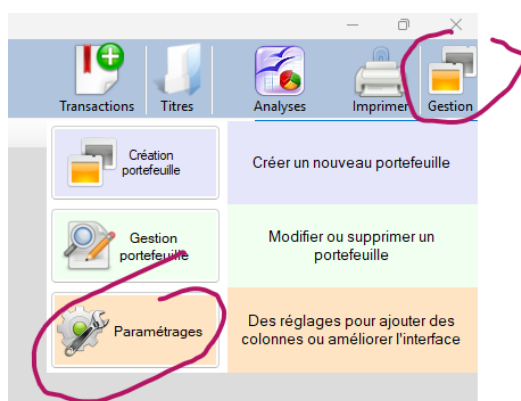 Transactions Titres Analyses Imprimer Gestion
Création
portefeuille
Créer un nouveau portefeuille
Gestion
portefeuille
Modifier ou supprimer un
portefeuille
Paramétrages
Des réglages pour ajouter des
colonnes ou améliorer l'interface